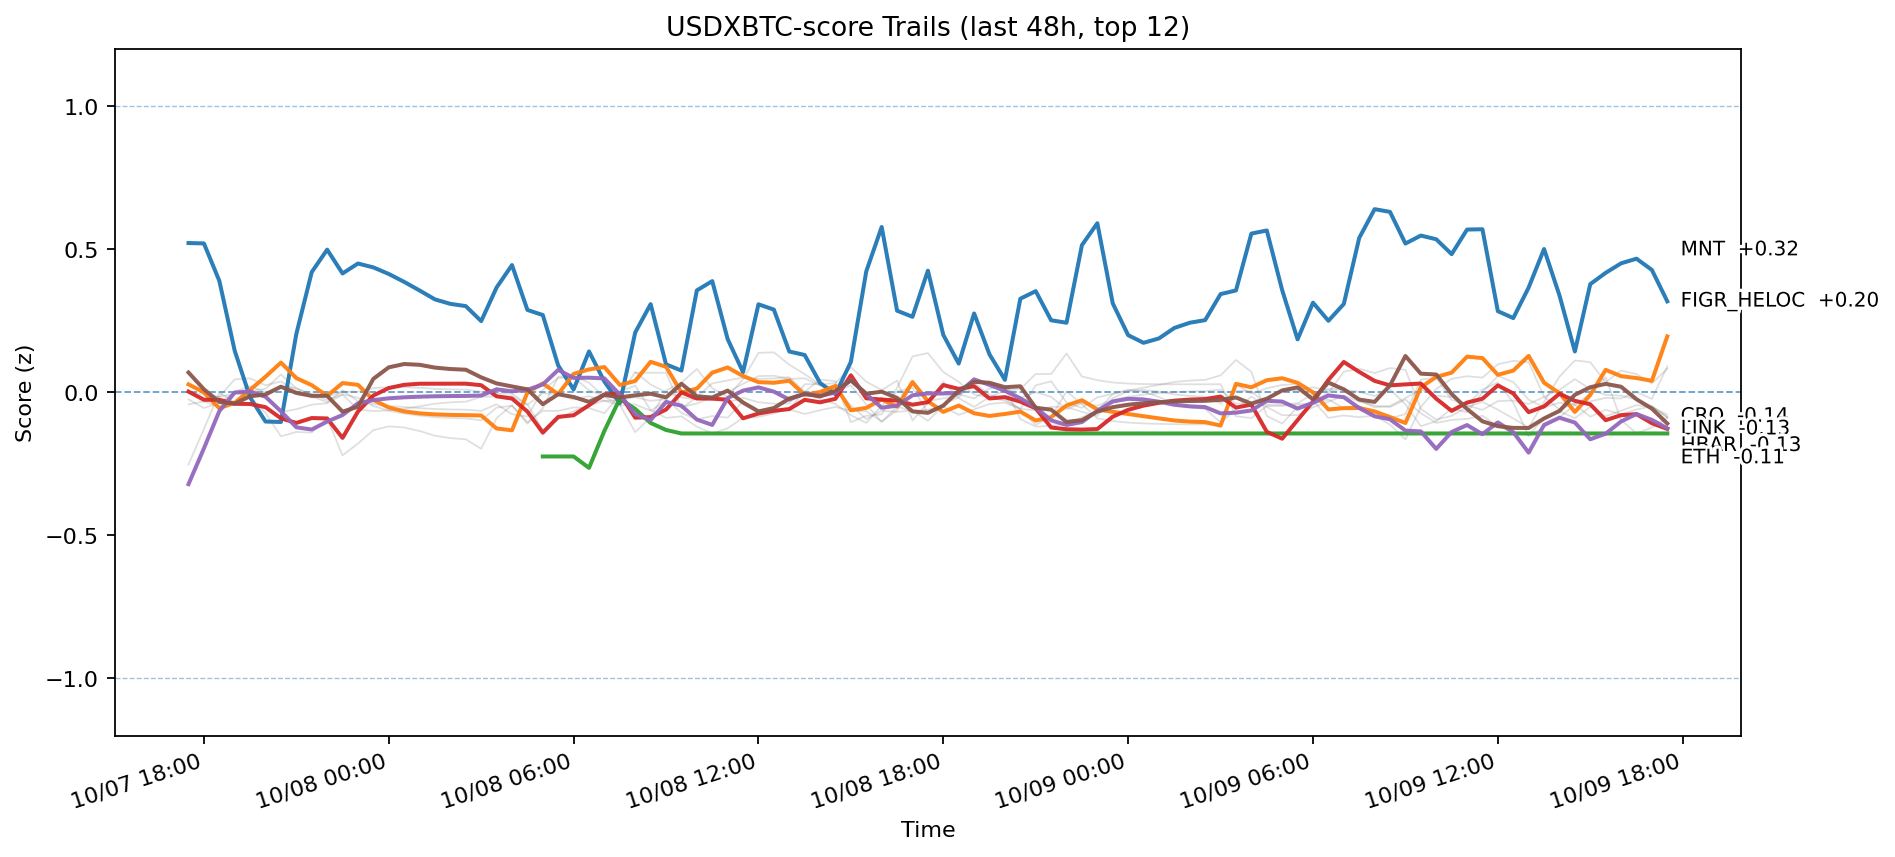 USDXBTC-score Trails (last 48h, top 12)
Score (z)
1.0
0.5
0.0
−0.5
−1.0
MNT +0.32
FIGR_HELOC +0.20
CRO -0.14
LINK -0.13
HBAR -0.13
ETH -0.11
10/07 18:00
10/08 00:00
10/08 06:00
10/08 12:00
10/08 18:00
10/09 00:00
10/09 06:00
10/09 12:00
10/09 18:00
Time